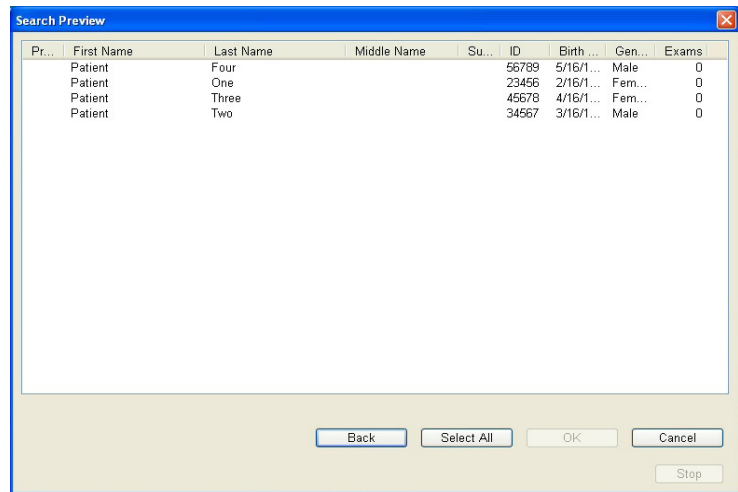 Search Preview
Pr... First Name Last Name Middle Name Su... ID Birth ... Gen... Exams
Patient Four 56789 5/16/1... Male 0
Patient One 23456 2/16/1... Fem... 0
Patient Three 45678 4/16/1... Fem... 0
Patient Two 34567 3/16/1... Male 0
Back Select All OK Cancel
Stop